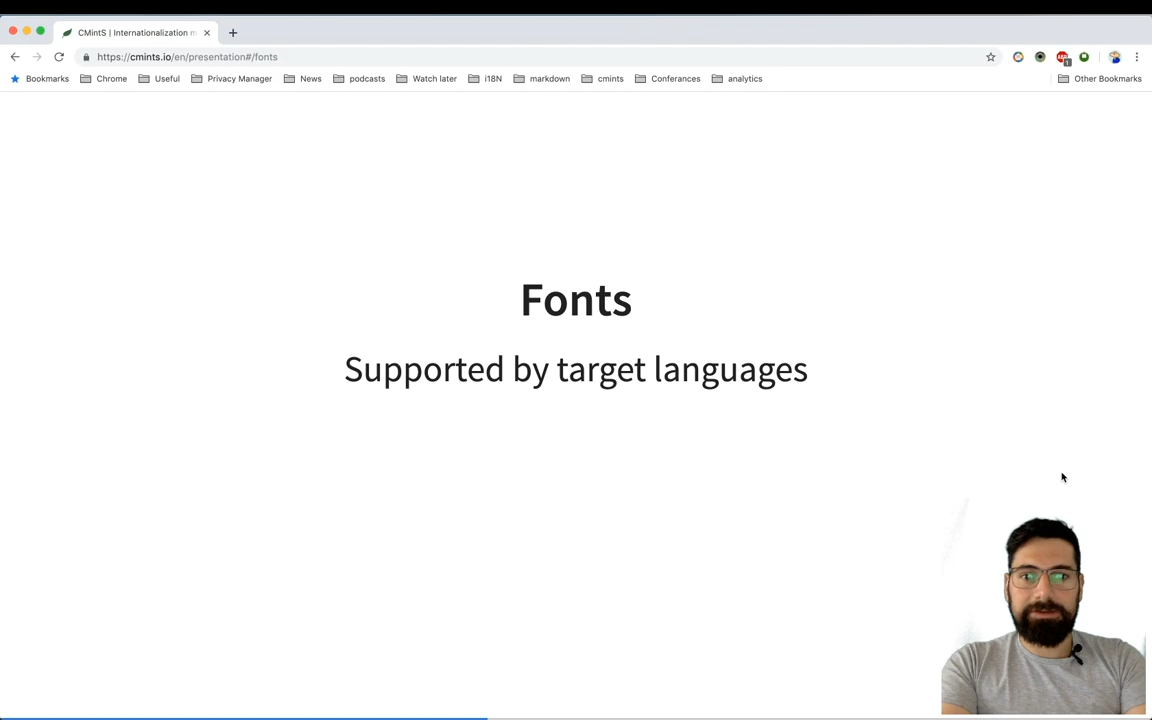 CMintS | Internationalization m
https://cmints.io/en/presentation#/fonts
Bookmarks Chrome Useful Privacy Manager News podcasts Watch later i18N markdown cmints Conferances analytics Other Bookmarks
Fonts
Supported by target languages